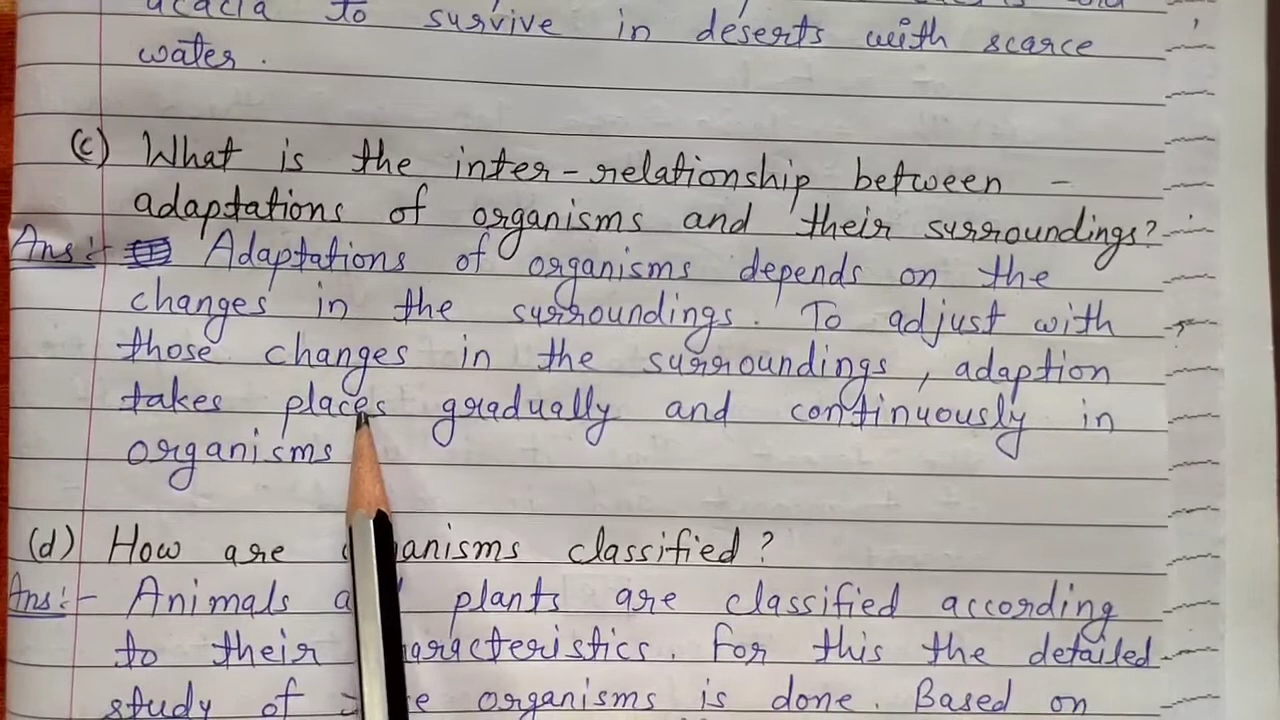 acacia to survive in deserts with scarce
water.
(c) What is the inter-relationship between -
adaptations of organisms and their surroundings?
Ans:- Adaptations of organisms depends on the
changes in the surroundings. To adjust with
those changes in the surroundings, adaption
takes places gradually and continuously in
organisms
(d) How are anisms classified?
Ans:- Animals a plants are classified according
to their haracteristics. For this the detailed
study of organisms is done. Based on